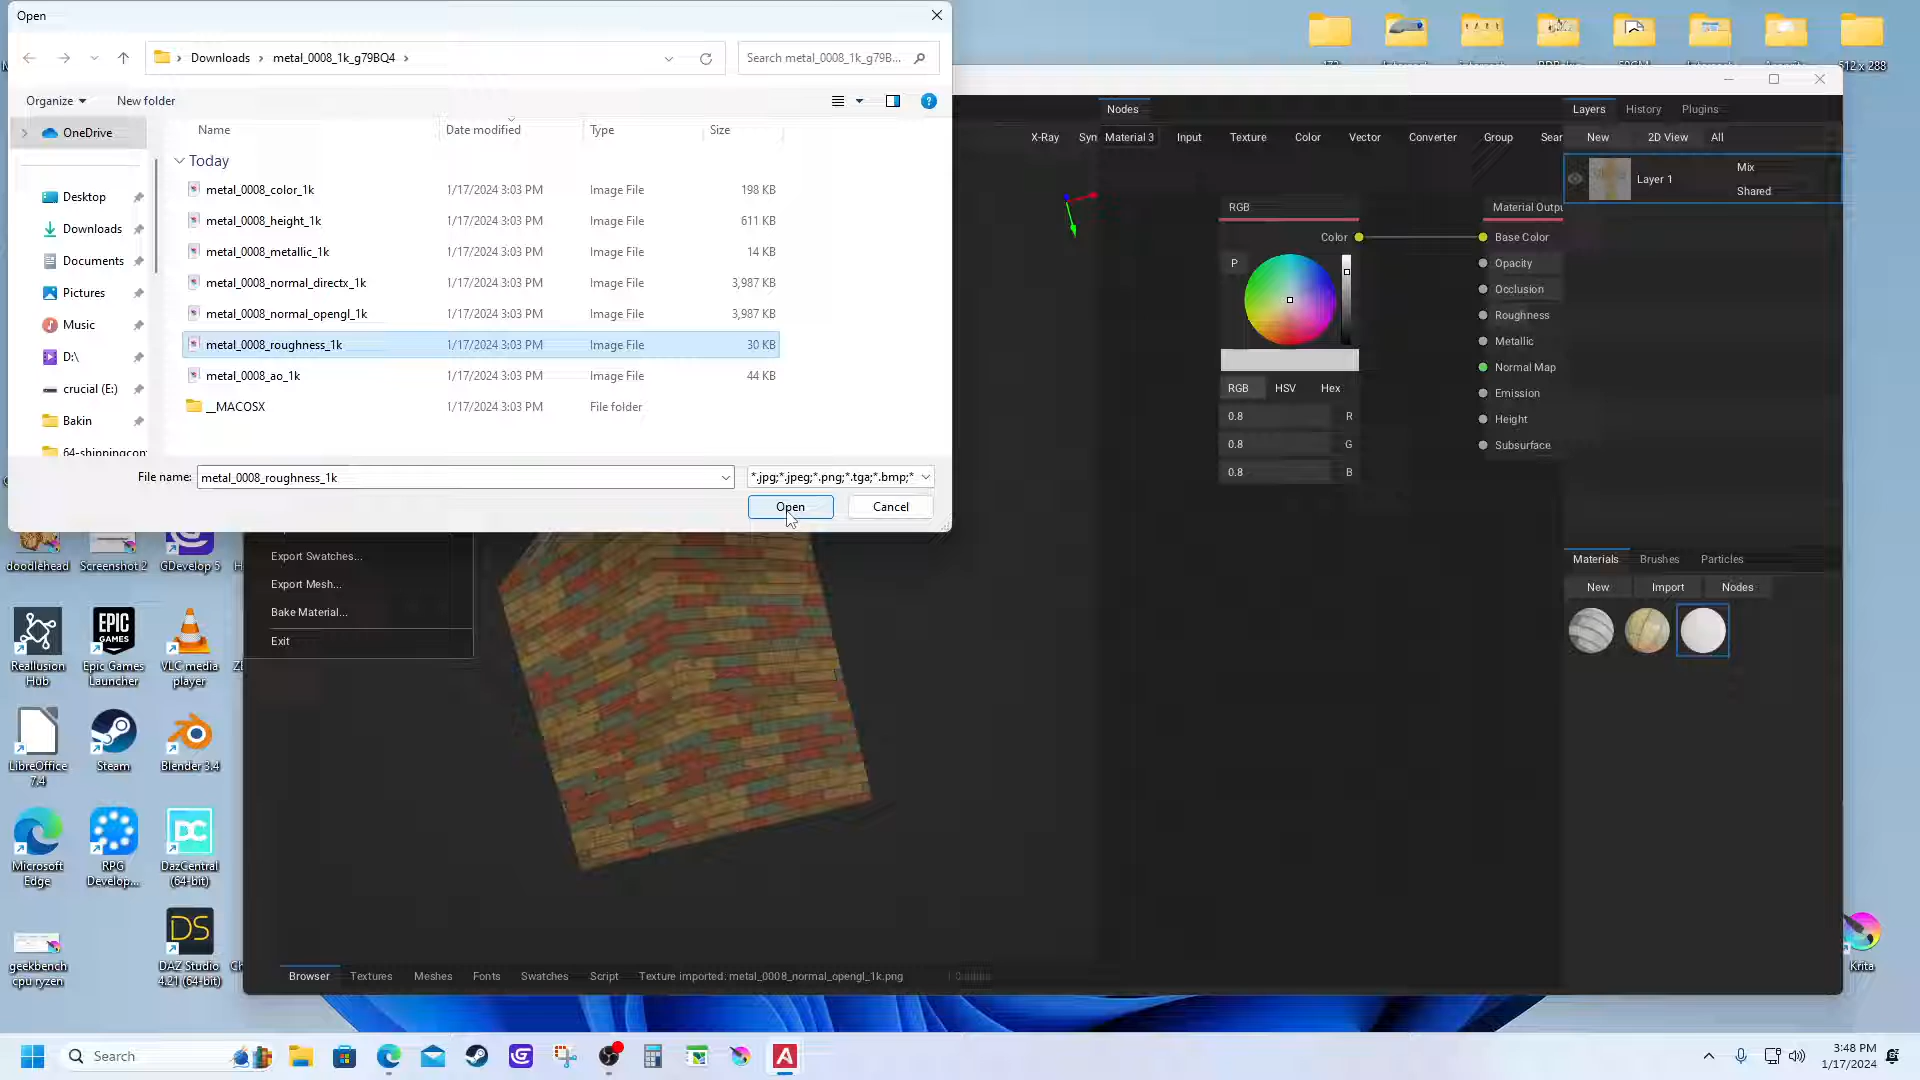 Open
Downloads
metal_0008_1k_g79BQ4
Search metal_0008_1k_g79B...
Organize
New folder
OneDrive
Desktop
Downloads
Documents
Pictures
Music
D:\
crucial (E:)
Bakin
64-shippingcon
Name
Date modified
Type
Size
Today
metal_0008_color_1k 1/17/2024 3:03 PM Image File 198 KB
metal_0008_height_1k 1/17/2024 3:03 PM Image File 611 KB
metal_0008_metallic_1k 1/17/2024 3:03 PM Image File 14 KB
metal_0008_normal_directx_1k 1/17/2024 3:03 PM Image File 3,987 KB
metal_0008_normal_opengl_1k 1/17/2024 3:03 PM Image File 3,987 KB
metal_0008_roughness_1k 1/17/2024 3:03 PM Image File 30 KB
metal_0008_ao_1k 1/17/2024 3:03 PM Image File 44 KB
__MACOSX 1/17/2024 3:03 PM File folder
File name:
metal_0008_roughness_1k
*.jpg;*.jpeg;*.png;*.tga;*.bmp;*
Open
Cancel
512 x 288
X-Ray
Syn
Nodes
Material 3
Input
Texture
Color
Vector
Converter
Group
Sear
RGB
Color
P
RGB
HSV
Hex
0.8 R
0.8 G
0.8 B
Material Outpu
Base Color
Opacity
Occlusion
Roughness
Metallic
Normal Map
Emission
Height
Subsurface
Layers
History
Plugins
New
2D View
All
Layer 1
Mix
Shared
Materials
Brushes
Particles
New
Import
Nodes
Export Swatches...
Export Mesh...
Bake Material...
Exit
Browser
Textures
Meshes
Fonts
Swatches
Script
Texture imported: metal_0008_normal_opengl_1k.png
doodlehead
Screenshot 2
GDevelop 5
Reallusion
Hub
EPIC
GAMES
Epic Games
Launcher
VLC media
player
LibreOffice
7.4
Steam
Blender 3.4
Microsoft
Edge
RPG
Develop...
DC
DazCentral
(64-bit)
geekbench
cpu ryzen
DS
DAZ Studio
4.21 (64-bit)
Krita
Search
3:48 PM
1/17/2024